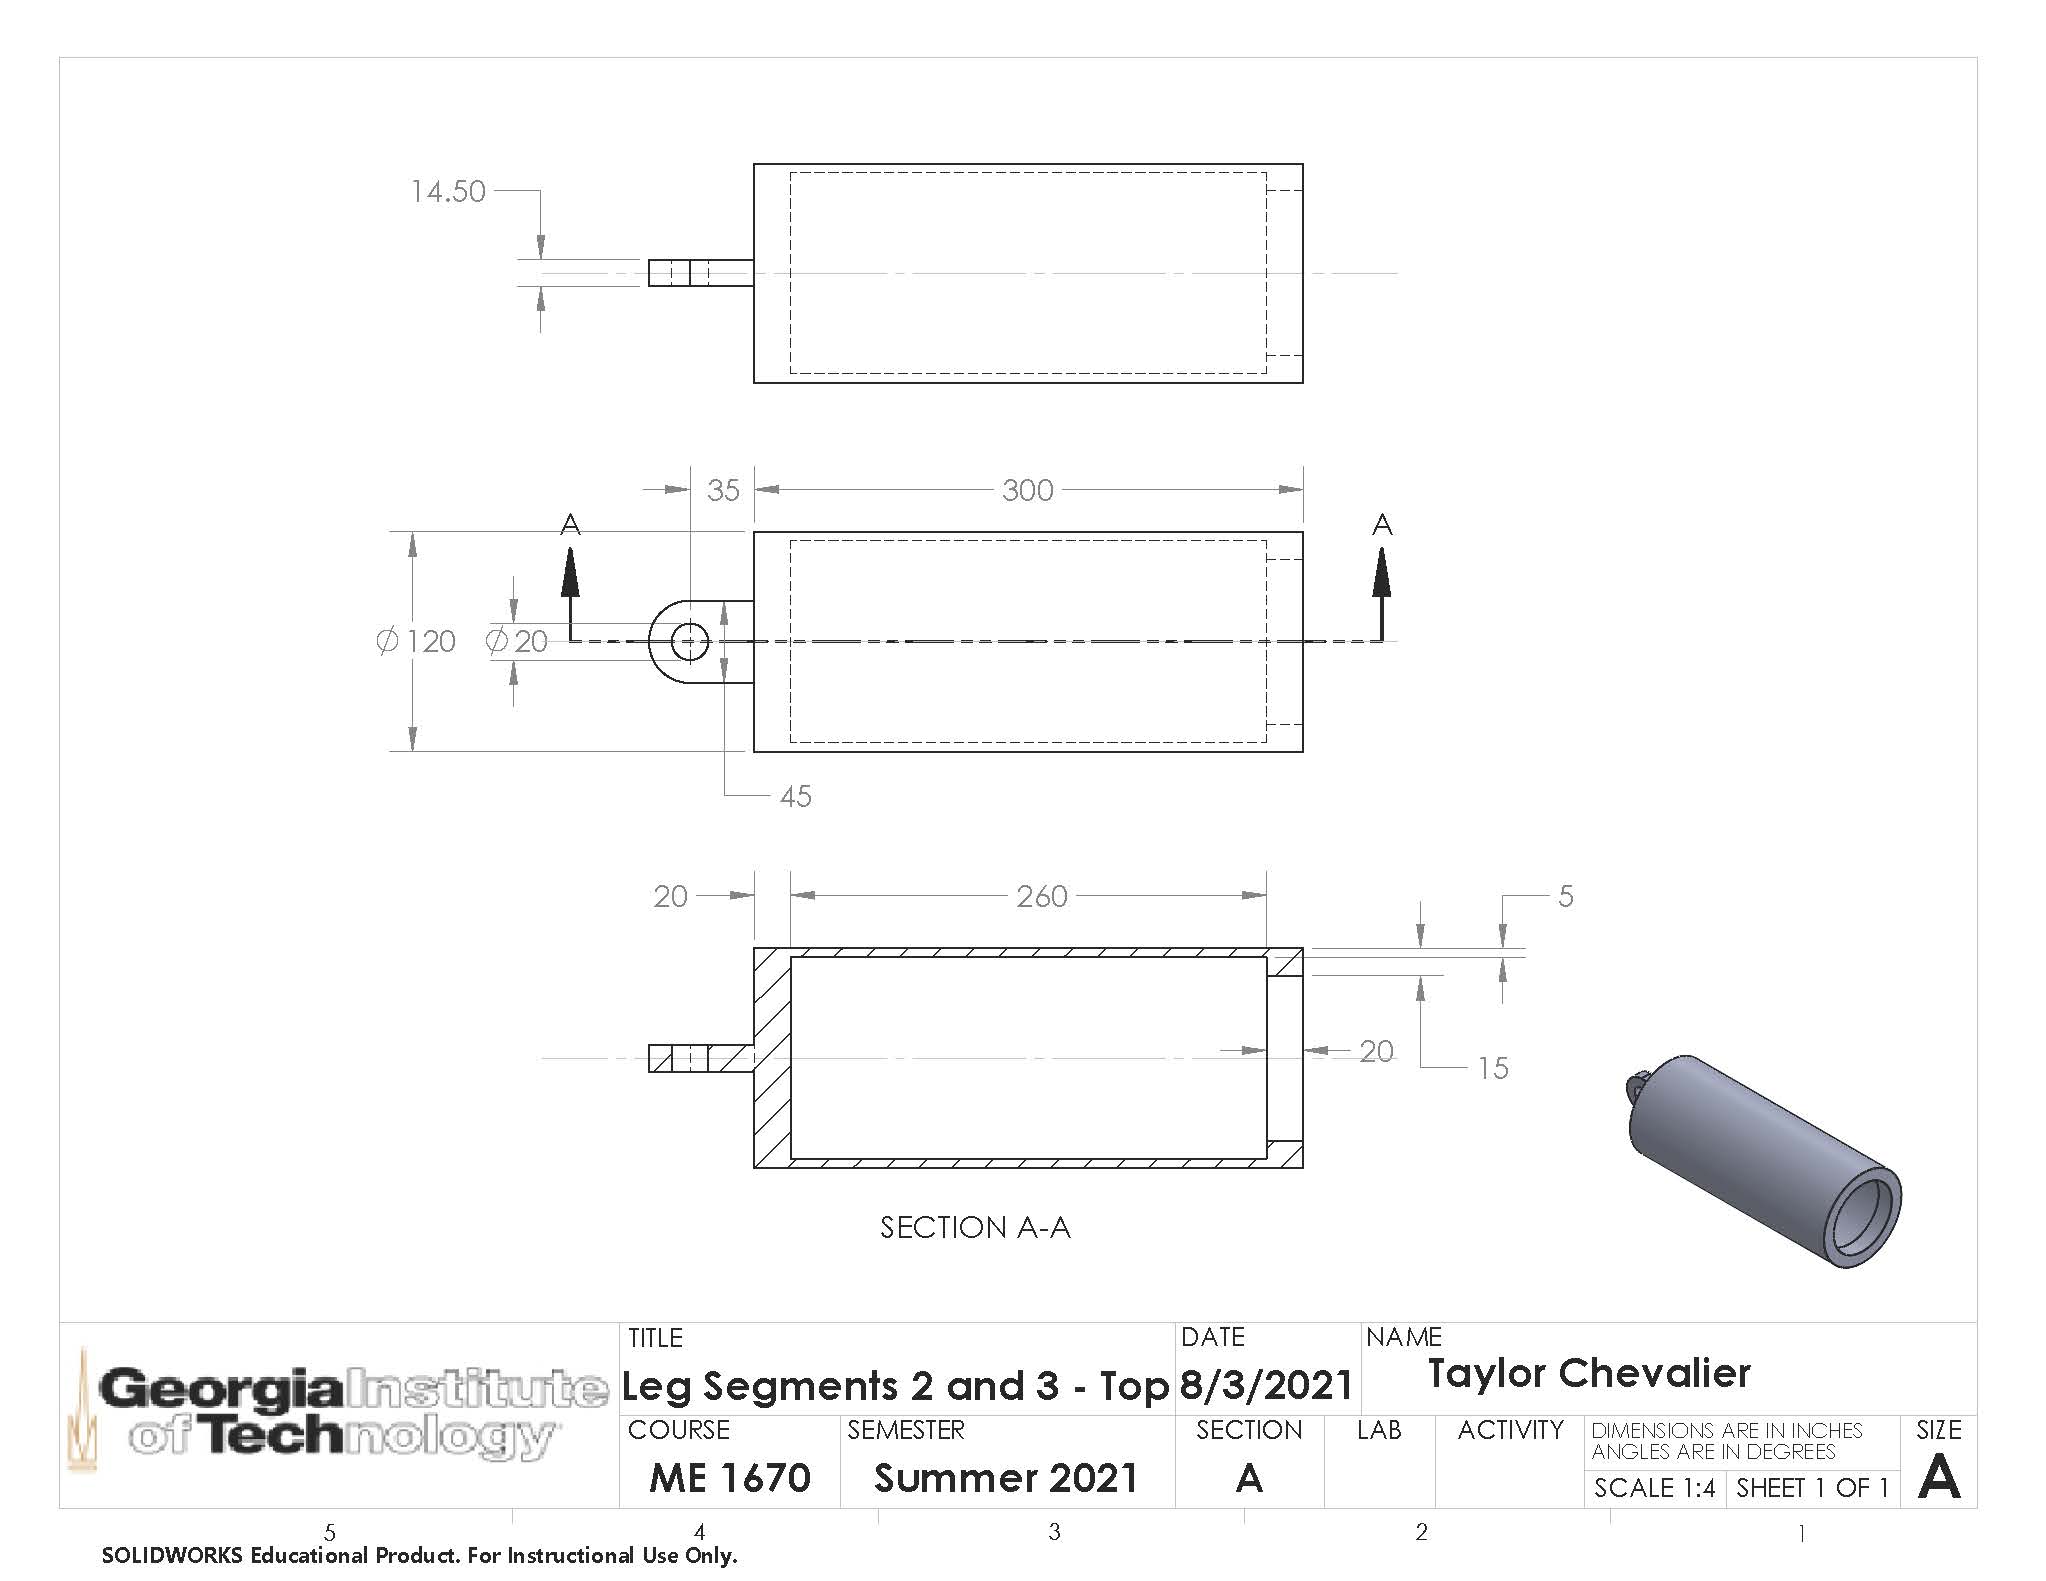 14.50
35
300
A
A
⌀120
⌀20
45
20
260
5
20
15
SECTION A-A
TITLE
Leg Segments 2 and 3 - Top
DATE
8/3/2021
NAME
Taylor Chevalier
Georgia Institute
of Technology
COURSE
ME 1670
SEMESTER
Summer 2021
SECTION
A
LAB
ACTIVITY
DIMENSIONS ARE IN INCHES
ANGLES ARE IN DEGREES
SCALE 1:4
SHEET 1 OF 1
SIZE
A
5
4
3
2
1
SOLIDWORKS Educational Product. For Instructional Use Only.